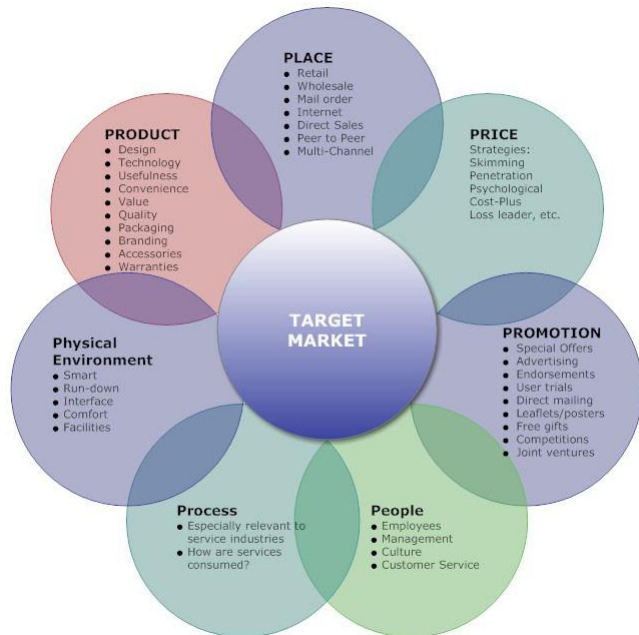 PLACE
● Retail
● Wholesale
● Mail order
● Internet
● Direct Sales
● Peer to Peer
● Multi-Channel
PRODUCT
● Design
● Technology
● Usefulness
● Convenience
● Value
● Quality
● Packaging
● Branding
● Accessories
● Warranties
PRICE
Strategies:
Skimming
Penetration
Psychological
Cost-Plus
Loss leader, etc.
TARGET
MARKET
Physical
Environment
● Smart
● Run-down
● Interface
● Comfort
● Facilities
PROMOTION
● Special Offers
● Advertising
● Endorsements
● User trials
● Direct mailing
● Leaflets/posters
● Free gifts
● Competitions
● Joint ventures
Process
● Especially relevant to
service industries
● How are services
consumed?
People
● Employees
● Management
● Culture
● Customer Service